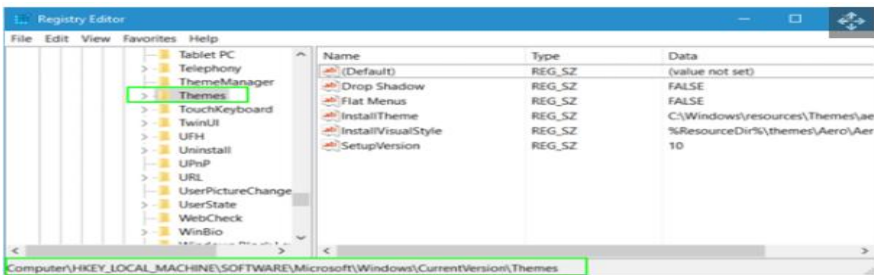 Registry Editor
File Edit View Favorites Help
Tablet PC
Telephony
ThemeManager
Themes
TouchKeyboard
TwinUI
UFH
Uninstall
UPnP
URL
UserPictureChange
UserState
WebCheck
WinBio
Name Type Data
(Default) REG_SZ (value not set)
Drop Shadow REG_SZ FALSE
Flat Menus REG_SZ FALSE
InstallTheme REG_SZ C:\Windows\resources\Themes\ae
InstallVisualStyle REG_SZ %ResourceDir%\themes\Aero\Aer
SetupVersion REG_SZ 10
Computer\HKEY_LOCAL_MACHINE\SOFTWARE\Microsoft\Windows\CurrentVersion\Themes